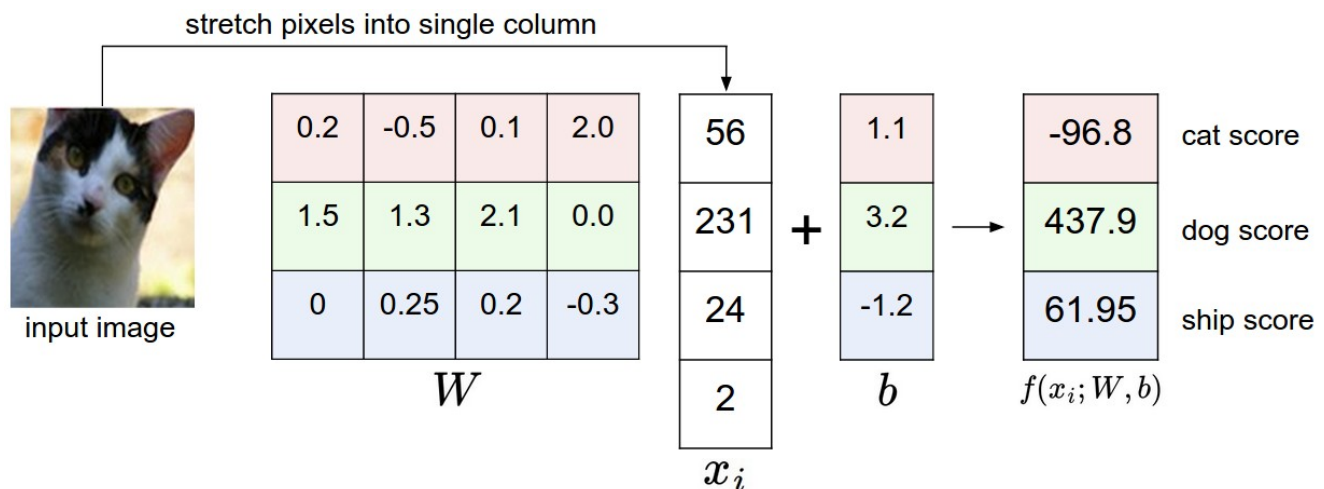 stretch pixels into single column
0.2 -0.5 0.1 2.0
1.5 1.3 2.1 0.0
0 0.25 0.2 -0.3
W
56
231
24
2
x_i
+
1.1
3.2
-1.2
b
-96.8 cat score
437.9 dog score
61.95 ship score
f(x_i; W, b)
input image